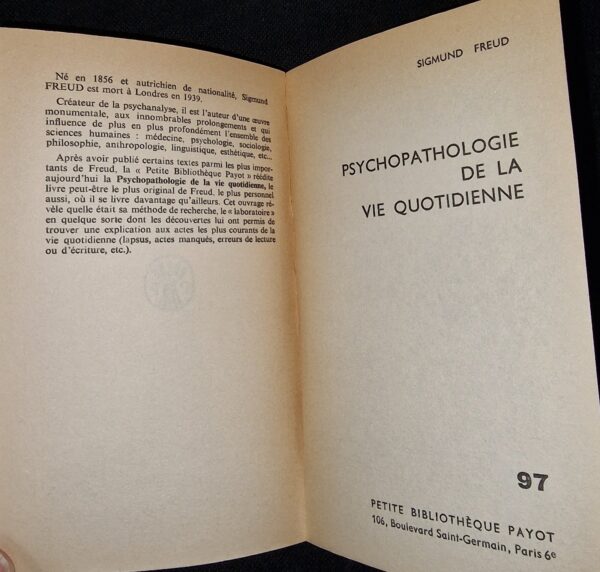 Né en 1856 et autrichien de nationalité, Sigmund
FREUD est mort à Londres en 1939.
Créateur de la psychanalyse, il est l'auteur d'une œuvre
monumentale, aux innombrables prolongements et qui
influence de plus en plus profondément l'ensemble des
sciences humaines : médecine, psychologie, sociologie,
philosophie, anthropologie, linguistique, esthétique, etc...
Après avoir publié certains textes parmi les plus impor-
tants de Freud, la « Petite Bibliothèque Payot » réédite
aujourd'hui la Psychopathologie de la vie quotidienne, le
livre peut-être le plus original de Freud, le plus personnel
aussi, où il se livre davantage qu'ailleurs. Cet ouvrage ré-
vèle quelle était sa méthode de recherche, le « laboratoire »
en quelque sorte dont les découvertes lui ont permis de
trouver une explication aux actes les plus courants de la
vie quotidienne (lapsus, actes manqués, erreurs de lecture
ou d'écriture, etc.).
SIGMUND FREUD
PSYCHOPATHOLOGIE
DE LA
VIE QUOTIDIENNE
97
PETITE BIBLIOTHÈQUE PAYOT
106, Boulevard Saint-Germain, Paris 6e